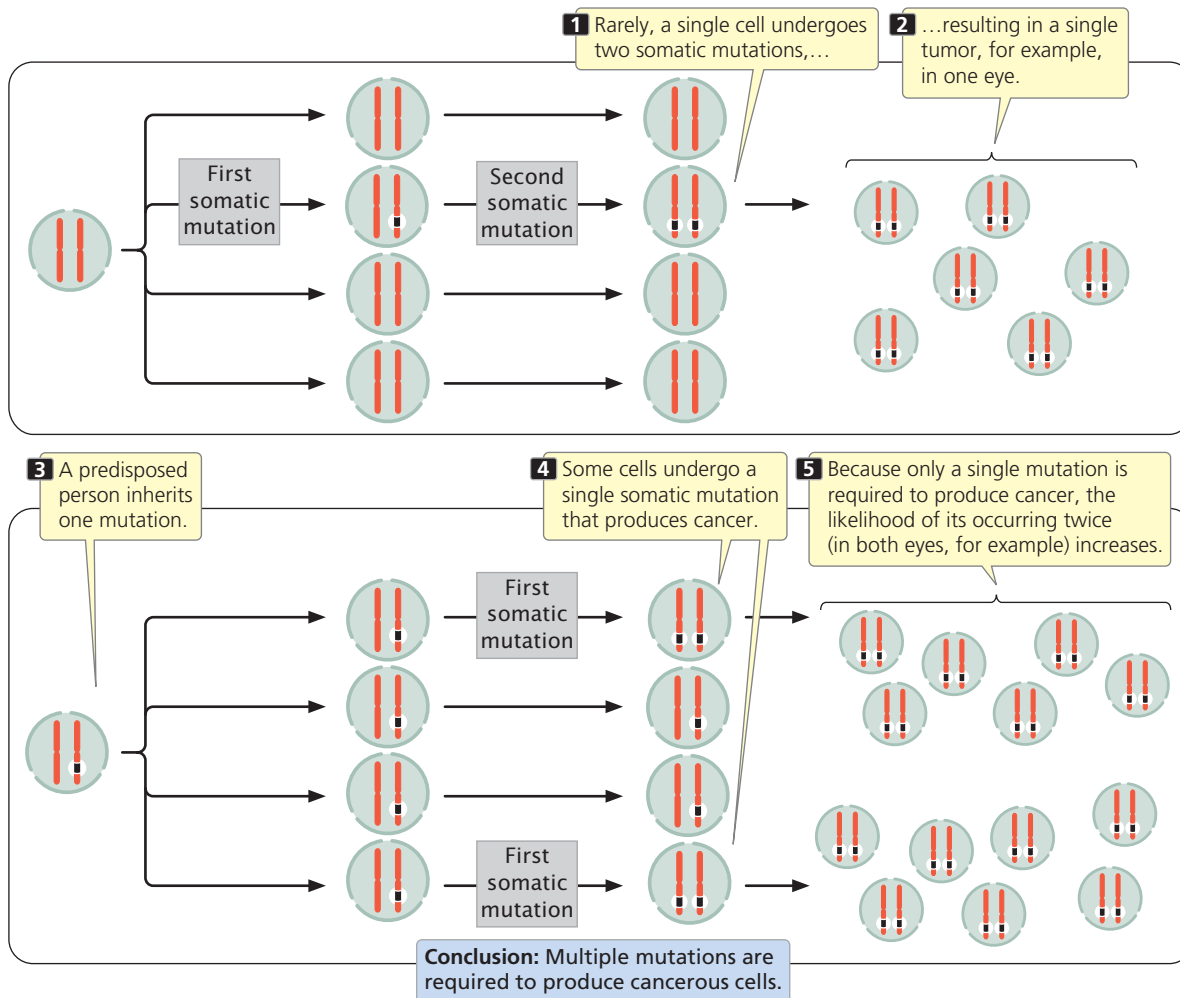 1 Rarely, a single cell undergoes
two somatic mutations,…
2 …resulting in a single
tumor, for example,
in one eye.
First
somatic
mutation
Second
somatic
mutation
3 A predisposed
person inherits
one mutation.
4 Some cells undergo a
single somatic mutation
that produces cancer.
5 Because only a single mutation is
required to produce cancer, the
likelihood of its occurring twice
(in both eyes, for example) increases.
First
somatic
mutation
First
somatic
mutation
Conclusion: Multiple mutations are
required to produce cancerous cells.